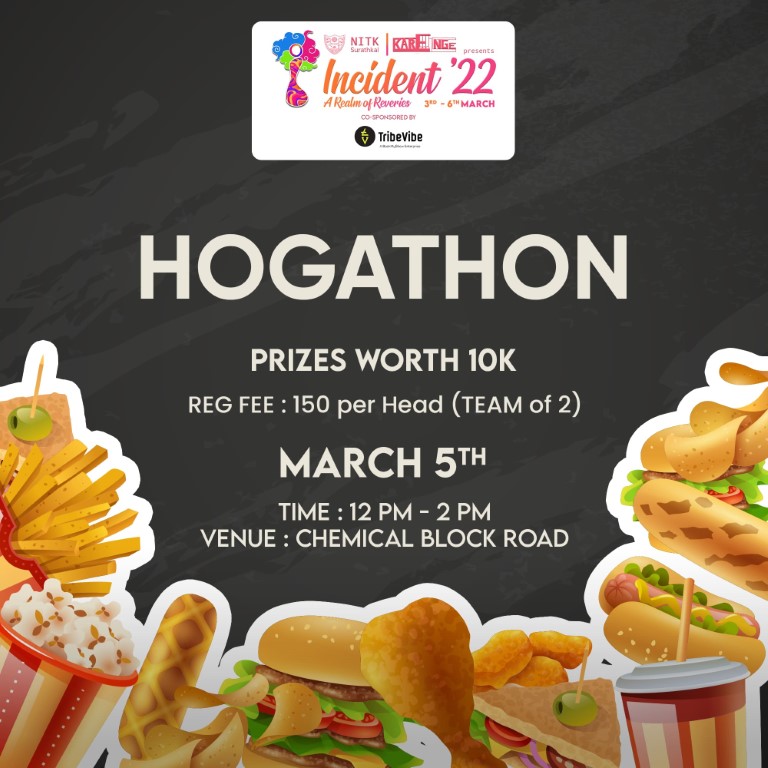 NITK
Surathkal
presents
Incident '22
A Realm of Reveries 3RD - 6TH MARCH
CO-SPONSORED BY
TribeVibe
HOGATHON
PRIZES WORTH 10K
REG FEE : 150 per Head (TEAM of 2)
MARCH 5TH
TIME : 12 PM - 2 PM
VENUE : CHEMICAL BLOCK ROAD